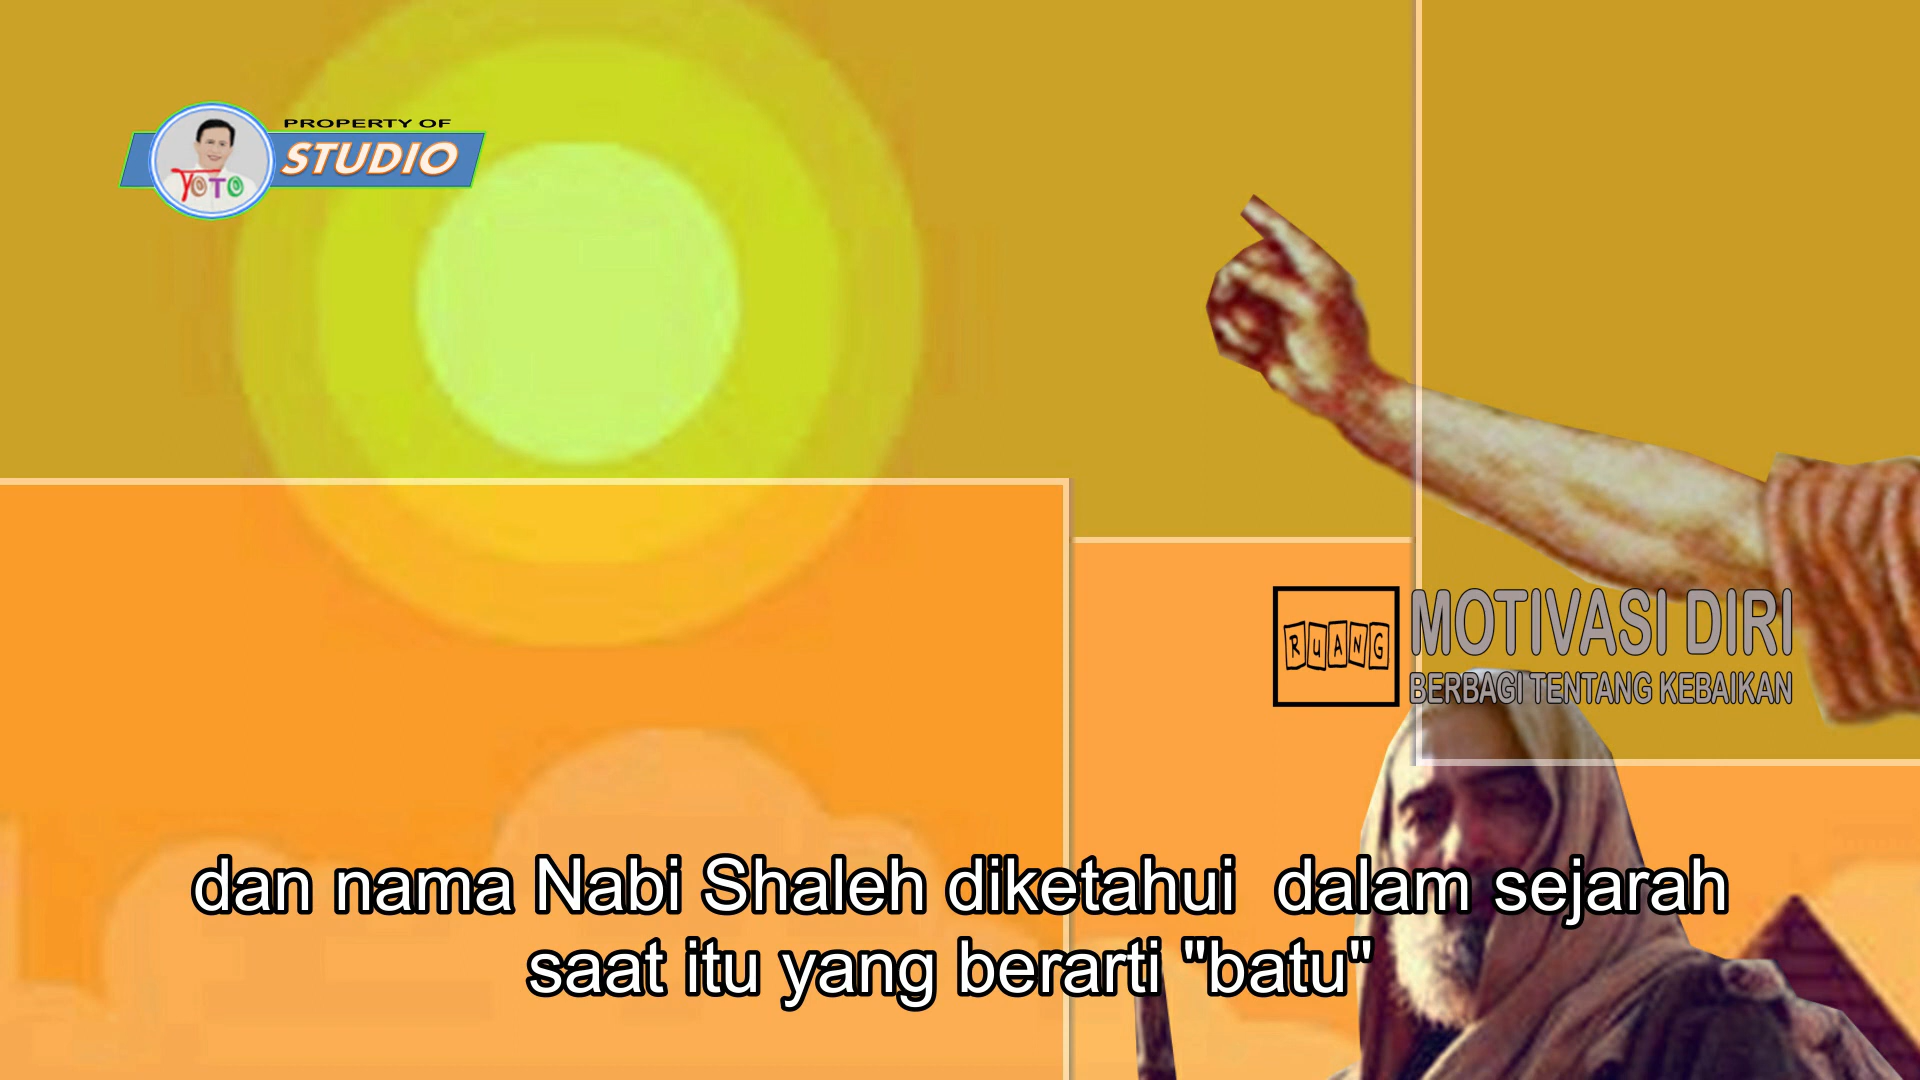 PROPERTY OF
STUDIO
YOTO
RUANG
MOTIVASI DIRI
BERBAGI TENTANG KEBAIKAN
dan nama Nabi Shaleh diketahui  dalam sejarah
saat itu yang berarti "batu"